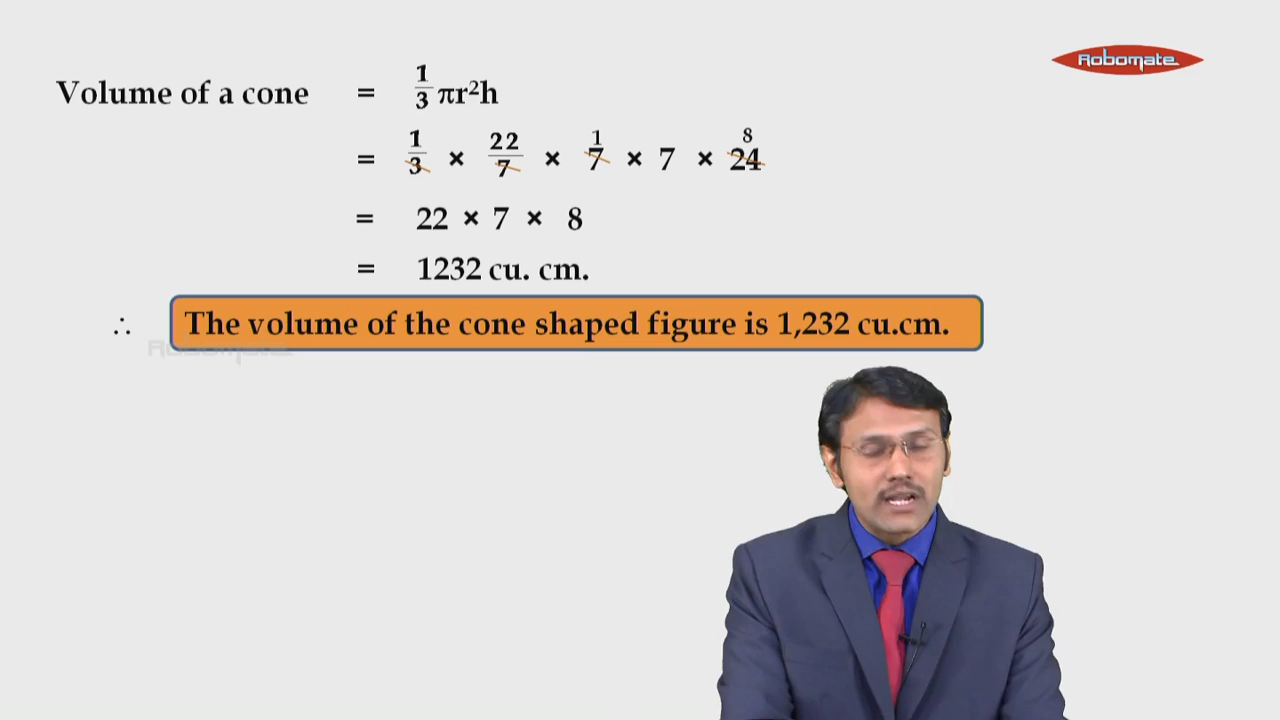 Robomate
Volume of a cone = 1/3 πr²h
= 1/3 × 22/7 × 7 1 × 7 × 24 8
= 22 × 7 × 8
= 1232 cu. cm.
∴ The volume of the cone shaped figure is 1,232 cu.cm.
Robomate